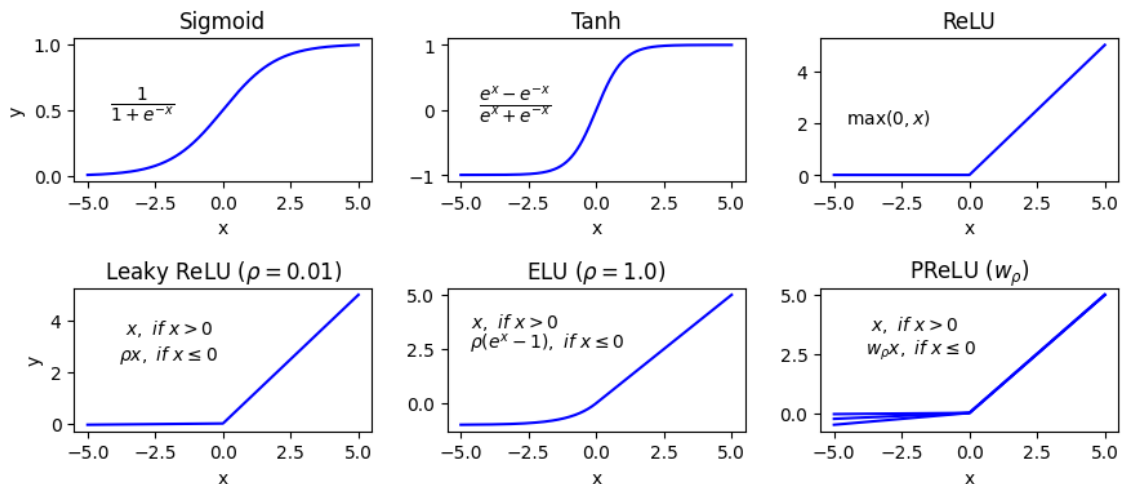 Sigmoid
1.0
0.5
0.0
y
\frac{1}{1+e^{-x}}
−5.0 −2.5 0.0 2.5 5.0
x
Tanh
1
0
−1
\frac{e^x − e^{-x}}{e^x + e^{-x}}
−5.0 −2.5 0.0 2.5 5.0
x
ReLU
4
2
0
max(0, x)
−5.0 −2.5 0.0 2.5 5.0
x
Leaky ReLU (ρ = 0.01)
4
2
0
y
x, if x > 0
ρx, if x ≤ 0
−5.0 −2.5 0.0 2.5 5.0
x
ELU (ρ = 1.0)
5.0
2.5
0.0
x, if x > 0
ρ(e^x − 1), if x ≤ 0
−5.0 −2.5 0.0 2.5 5.0
x
PReLU (w_ρ)
5.0
2.5
0.0
x, if x > 0
w_ρx, if x ≤ 0
−5.0 −2.5 0.0 2.5 5.0
x